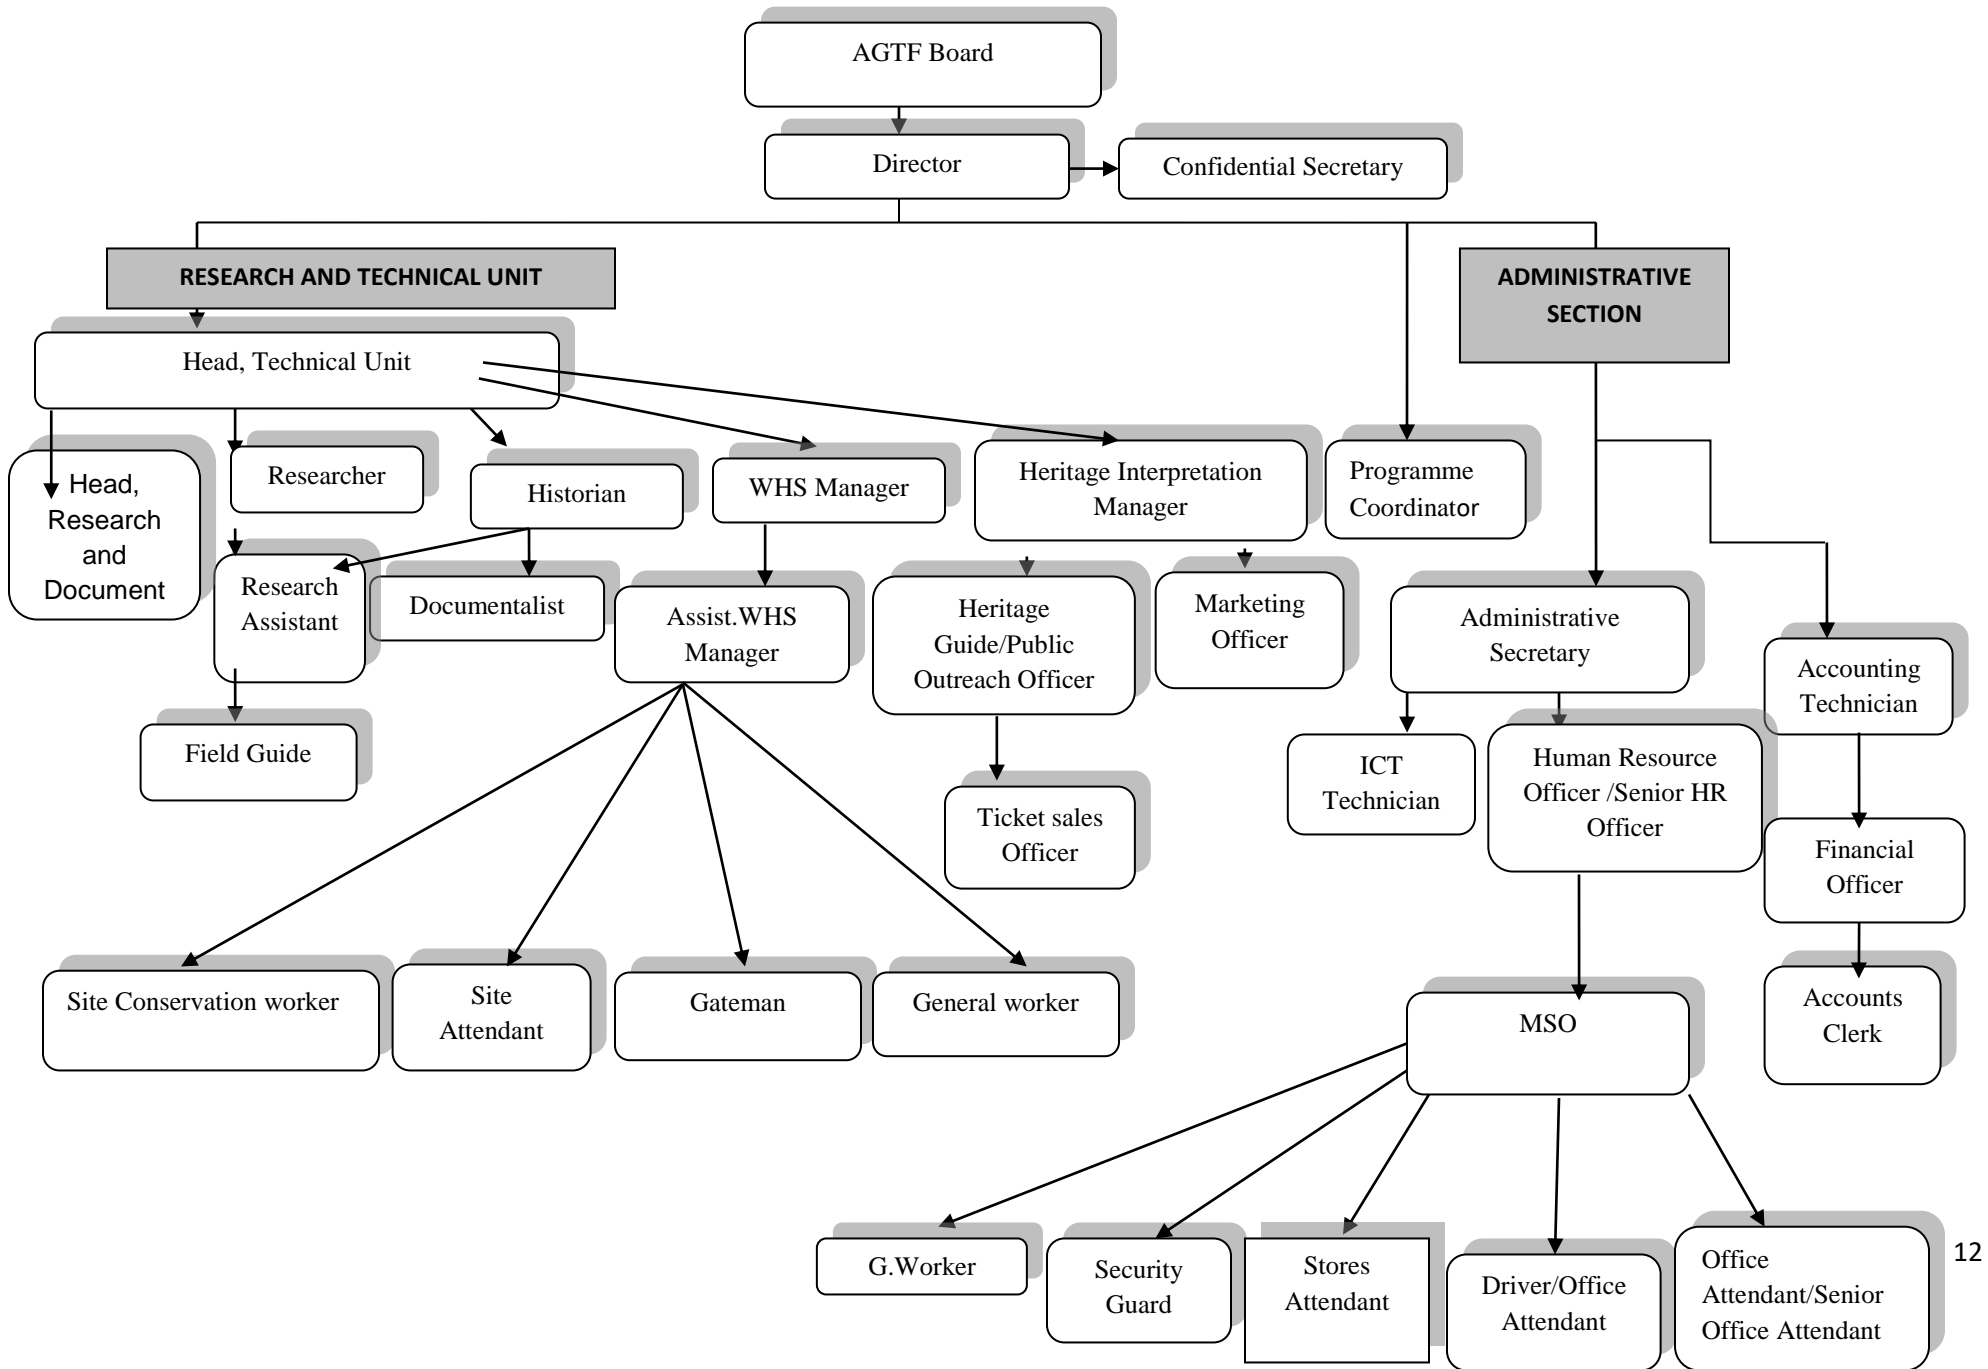 AGTF Board
Director
Confidential Secretary
RESEARCH AND TECHNICAL UNIT
ADMINISTRATIVE
SECTION
Head, Technical Unit
Head,
Research
and
Document
Researcher
Historian
WHS Manager
Heritage Interpretation
Manager
Programme
Coordinator
Research
Assistant
Documentalist
Assist.WHS
Manager
Heritage
Guide/Public
Outreach Officer
Marketing
Officer
Administrative
Secretary
Accounting
Technician
Field Guide
Ticket sales
Officer
ICT
Technician
Human Resource
Officer /Senior HR
Officer
Financial
Officer
Site Conservation worker
Site
Attendant
Gateman
General worker
MSO
Accounts
Clerk
G.Worker
Security
Guard
Stores
Attendant
Driver/Office
Attendant
Office
Attendant/Senior
Office Attendant
12